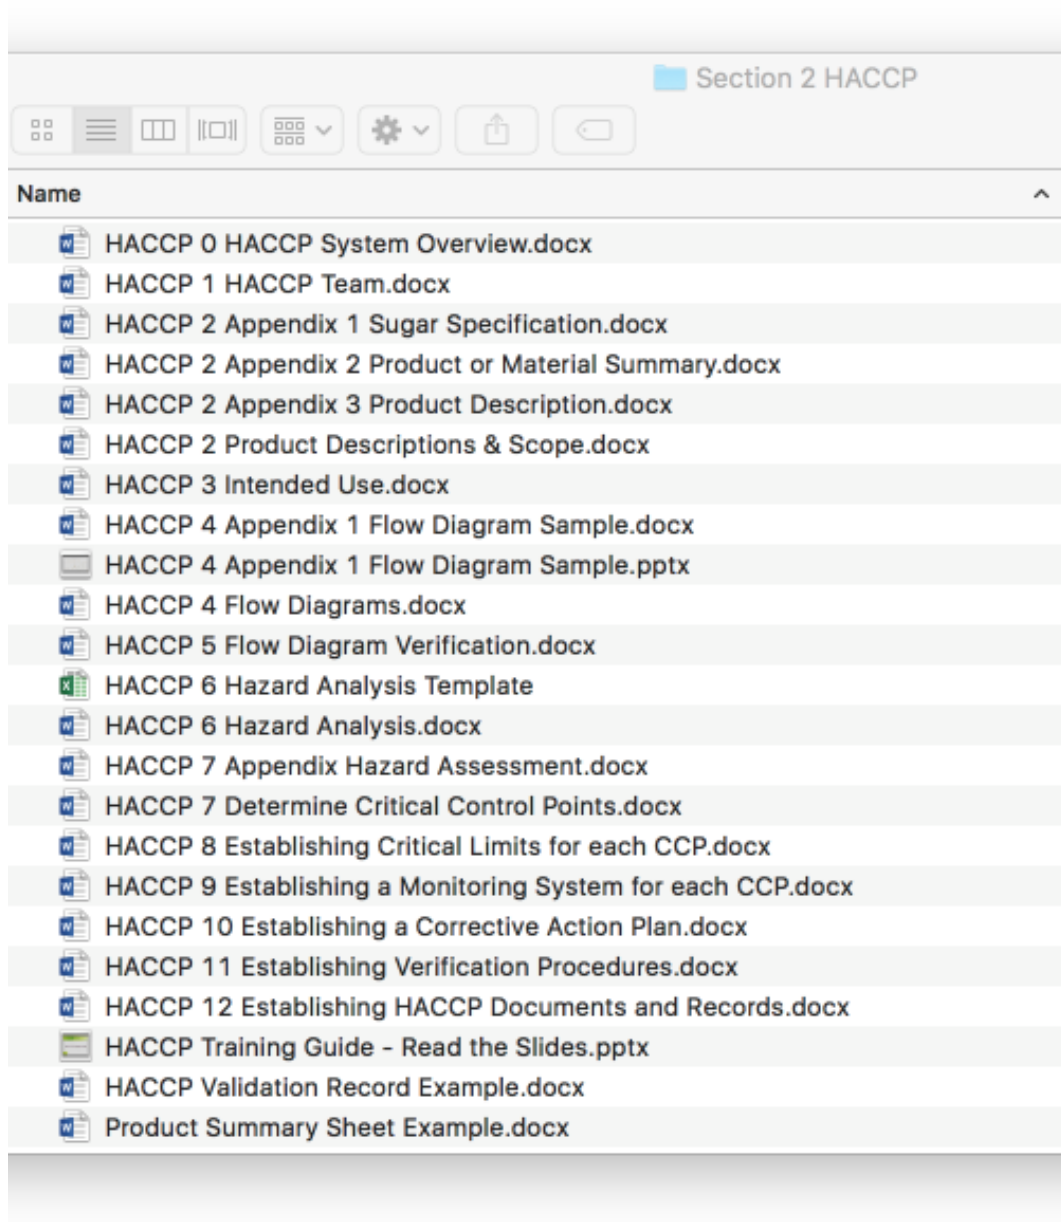 Section 2 HACCP
Name
HACCP 0 HACCP System Overview.docx
HACCP 1 HACCP Team.docx
HACCP 2 Appendix 1 Sugar Specification.docx
HACCP 2 Appendix 2 Product or Material Summary.docx
HACCP 2 Appendix 3 Product Description.docx
HACCP 2 Product Descriptions & Scope.docx
HACCP 3 Intended Use.docx
HACCP 4 Appendix 1 Flow Diagram Sample.docx
HACCP 4 Appendix 1 Flow Diagram Sample.pptx
HACCP 4 Flow Diagrams.docx
HACCP 5 Flow Diagram Verification.docx
HACCP 6 Hazard Analysis Template
HACCP 6 Hazard Analysis.docx
HACCP 7 Appendix Hazard Assessment.docx
HACCP 7 Determine Critical Control Points.docx
HACCP 8 Establishing Critical Limits for each CCP.docx
HACCP 9 Establishing a Monitoring System for each CCP.docx
HACCP 10 Establishing a Corrective Action Plan.docx
HACCP 11 Establishing Verification Procedures.docx
HACCP 12 Establishing HACCP Documents and Records.docx
HACCP Training Guide - Read the Slides.pptx
HACCP Validation Record Example.docx
Product Summary Sheet Example.docx